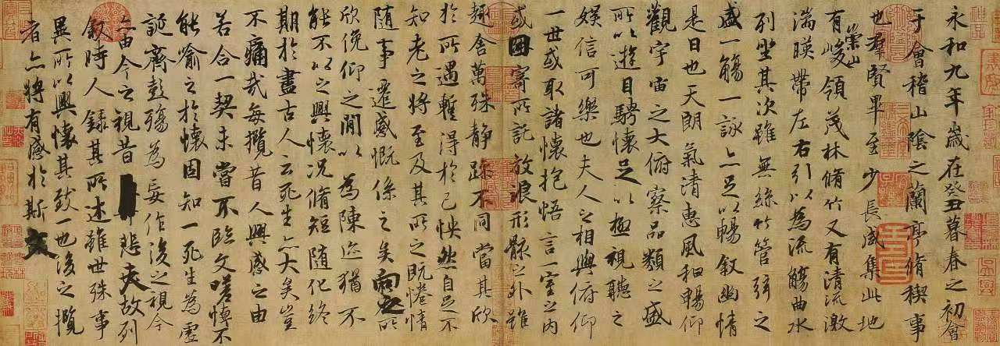 永和九年歲在癸丑暮春之初會
于會稽山陰之蘭亭脩稧事
也羣賢畢至少長咸集此地
有崇山峻領茂林脩竹又有清流激
湍暎帶左右引以為流觴曲水
列坐其次雖無絲竹管弦之
盛一觴一詠亦足以暢叙幽情
是日也天朗氣清惠風和暢仰
觀宇宙之大俯察品類之盛
所以遊目騁懷足以極視聽之
娛信可樂也夫人之相與俯仰
一世或取諸懷抱悟言一室之內
或因寄所託放浪形骸之外雖
趣舍萬殊静躁不同當其欣
於所遇暫得於己怏然自足不
知老之將至及其所之既惓情
隨事遷感慨係之矣向之所
欣俛仰之閒以為陳迹猶不
能不以之興懷況脩短隨化終
期於盡古人云死生亦大矣豈
不痛哉每攬昔人興感之由
若合一契未嘗不臨文嗟悼不
能喻之於懷固知一死生為虛
誕齊彭殤為妄作後之視今
亦由今之視昔悲夫故列
叙時人錄其所述雖世殊事
異所以興懷其致一也後之攬
者亦將有感於斯文